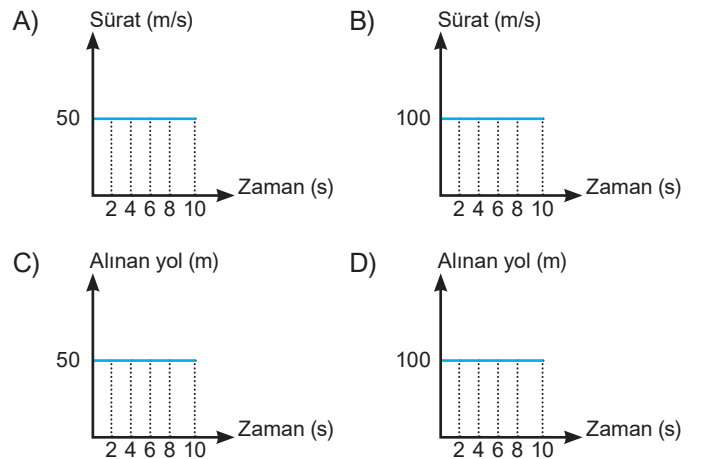 A) Sürat (m/s)
50
Zaman (s)
2 4 6 8 10
B) Sürat (m/s)
100
Zaman (s)
2 4 6 8 10
C) Alınan yol (m)
50
Zaman (s)
2 4 6 8 10
D) Alınan yol (m)
100
Zaman (s)
2 4 6 8 10